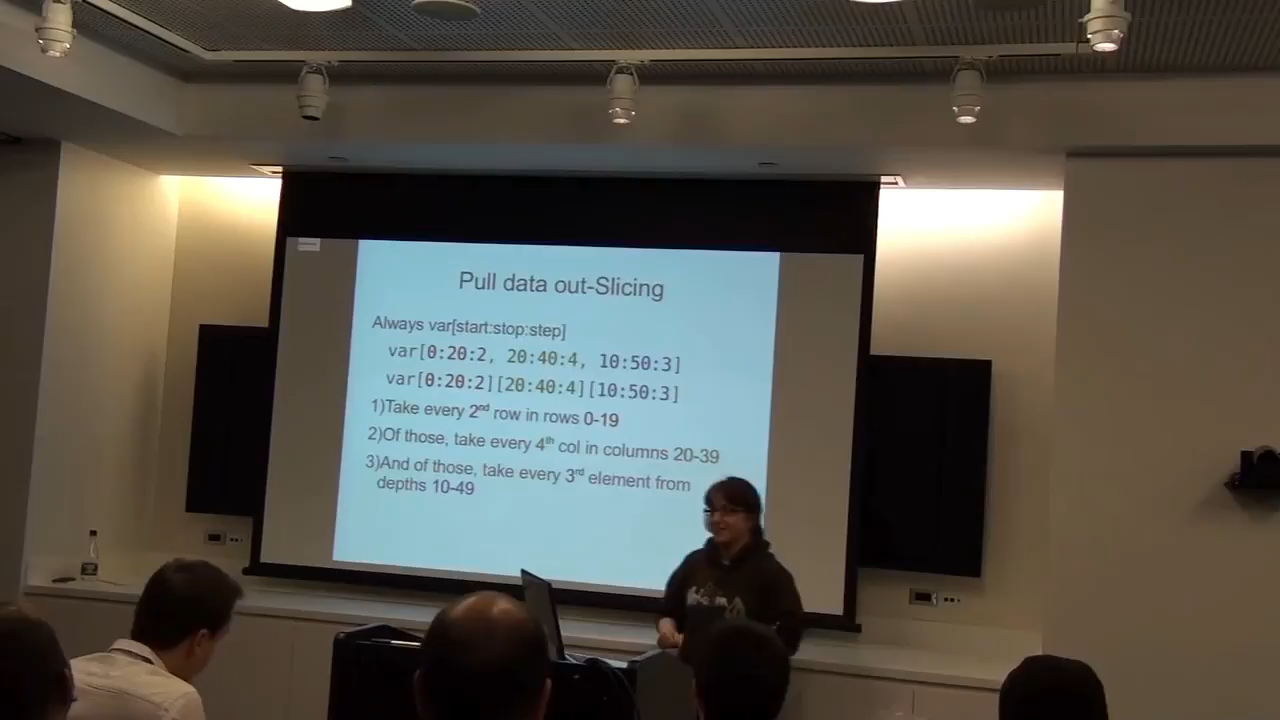 Pull data out-Slicing
Always var[start:stop:step]
var[0:20:2, 20:40:4, 10:50:3]
var[0:20:2][20:40:4][10:50:3]
1)Take every 2nd row in rows 0-19
2)Of those, take every 4th col in columns 20-39
3)And of those, take every 3rd element from
depths 10-49